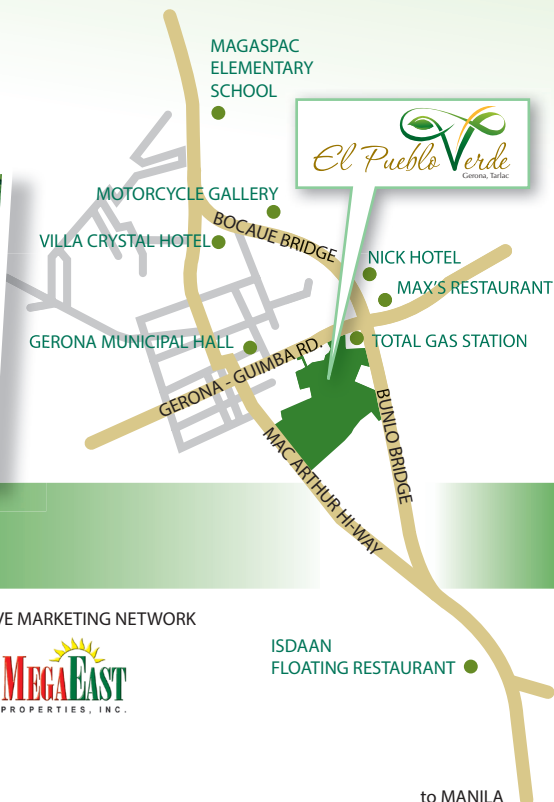 MAGASPAC
ELEMENTARY
SCHOOL
El Pueblo Verde
Gerona, Tarlac
MOTORCYCLE GALLERY
BOCAUE BRIDGE
VILLA CRYSTAL HOTEL
NICK HOTEL
MAX'S RESTAURANT
GERONA MUNICIPAL HALL
TOTAL GAS STATION
GERONA - GUIMBA RD.
BUNLO BRIDGE
MAC ARTHUR HI-WAY
VE MARKETING NETWORK
MEGAEAST
PROPERTIES, INC.
ISDAAN
FLOATING RESTAURANT
to MANILA